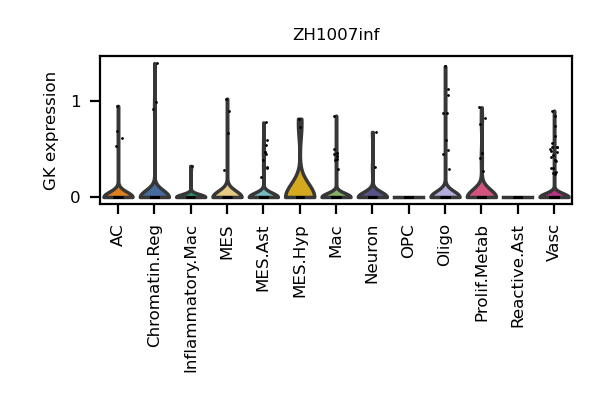 ZH1007inf
GK expression
1
0
AC
Chromatin.Reg
Inflammatory.Mac
MES
MES.Ast
MES.Hyp
Mac
Neuron
OPC
Oligo
Prolif.Metab
Reactive.Ast
Vasc